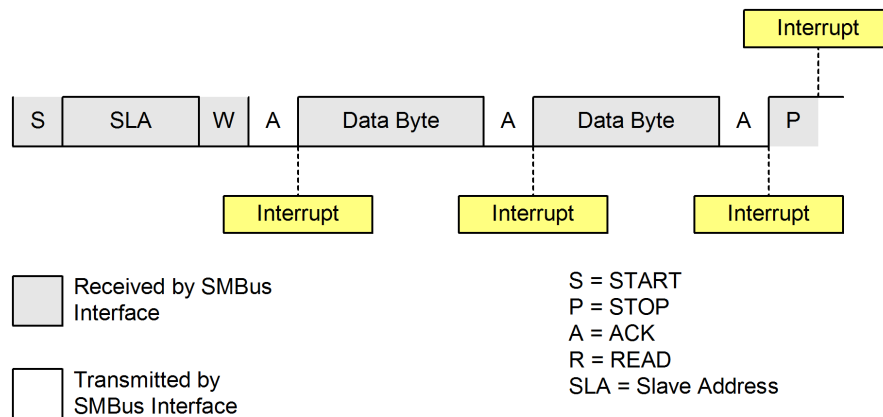 Interrupt
S SLA W A Data Byte A Data Byte A P
Interrupt Interrupt Interrupt
Received by SMBus
Interface
Transmitted by
SMBus Interface
S = START
P = STOP
A = ACK
R = READ
SLA = Slave Address